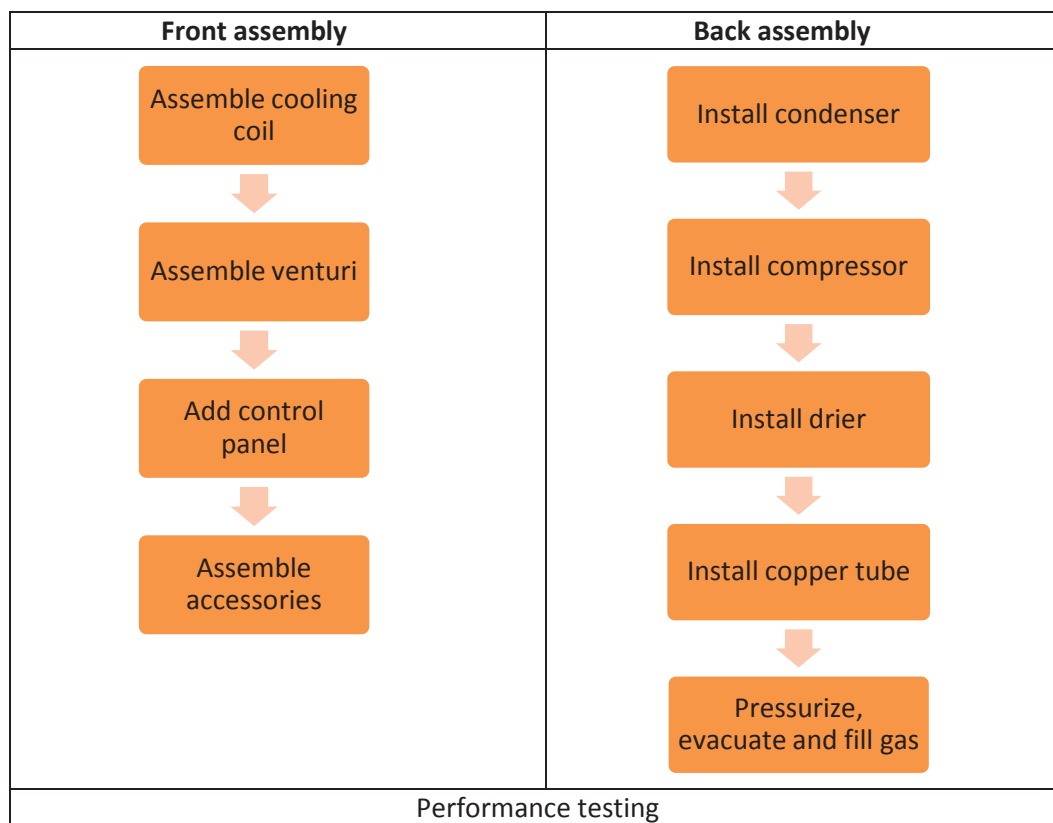 Front assembly
Back assembly
Assemble cooling
coil
Assemble venturi
Add control
panel
Assemble
accessories
Install condenser
Install compressor
Install drier
Install copper tube
Pressurize,
evacuate and fill gas
Performance testing